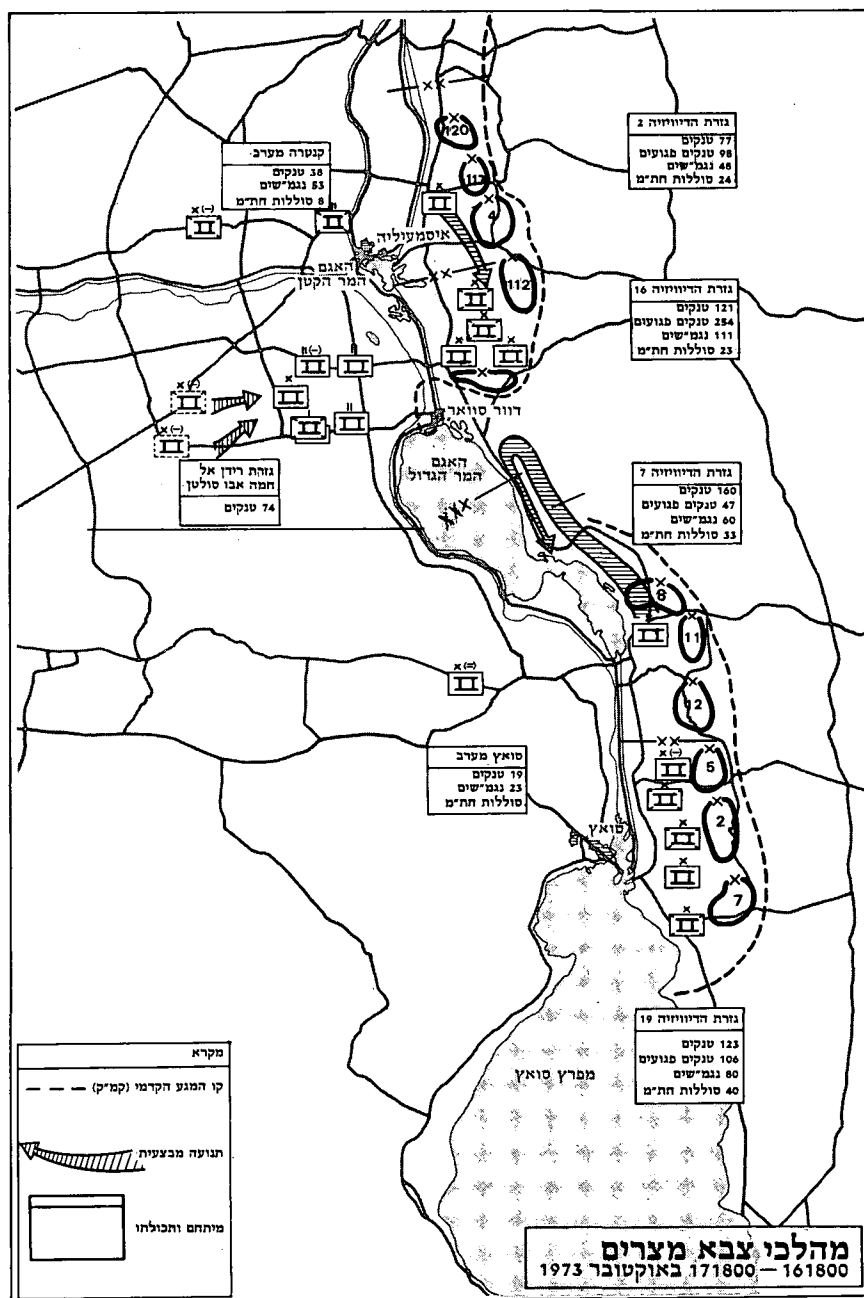 גזרת הדיוויזיה 2
77 טנקים
98 טנקים פגועים
48 נגמ"שים
24 סוללות חת"מ
קנטרה מערב
38 טנקים
53 נגמ"שים
8 סוללות חת"מ
120
117
4
112
איסמעיליה
האגם
המר הקטן
גזרת הדיוויזיה 16
121 טנקים
254 טנקים פגועים
111 נגמ"שים
23 סוללות חת"מ
דוור סוואר
האגם
המר הגדול
גזרת רידן אל
חמה אבו סולטן
74 טנקים
גזרת הדיוויזיה 7
160 טנקים
47 טנקים פגועים
60 נגמ"שים
33 סוללות חת"מ
8
11
12
5
2
7
סואץ מערב
19 טנקים
23 נגמ"שים
סוללות חת"מ
סואץ
גזרת הדיוויזיה 19
123 טנקים
106 טנקים פגועים
80 נגמ"שים
40 סוללות חת"מ
מפרץ סואץ
מקרא
קו המגע הקדמי (קמ"ק)
תנועה מבצעית
מיתחם ותכולתו
מהלכי צבא מצרים
161800 — 171800 באוקטובר 1973